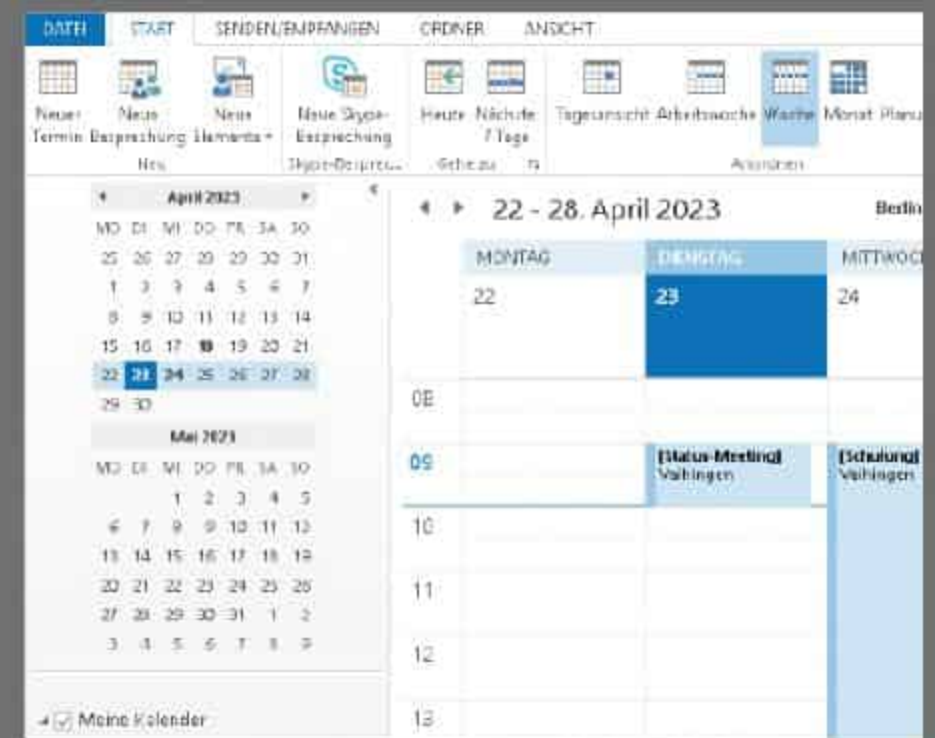 DATEI START SENDEN/EMPFANGEN ORDNER ANSICHT
Neuer Termin
Neue Besprechung
Neue Elemente
Neue Skype-Besprechung
Heute
Nächste 7 Tage
Tagesansicht Arbeitswoche Woche Monat
Neu
Gehe zu
Anordnen
April 2023
MO DI MI DO FR SA SO
25 26 27 28 29 30 31
1 2 3 4 5 6 7
8 9 10 11 12 13 14
15 16 17 18 19 20 21
22 23 24 25 26 27 28
29 30
Mai 2023
MO DI MI DO FR SA SO
1 2 3 4 5
6 7 8 9 10 11 12
13 14 15 16 17 18 19
20 21 22 23 24 25 26
27 28 29 30 31 1 2
3 4 5 6 7 8 9
Meine Kalender
22 - 28. April 2023
Berlin
MONTAG DIENSTAG MITTWOCH
22 23 24
08
09
[Status-Meeting]
Vaihingen
[Schulung]
Vaihingen
10
11
12
13